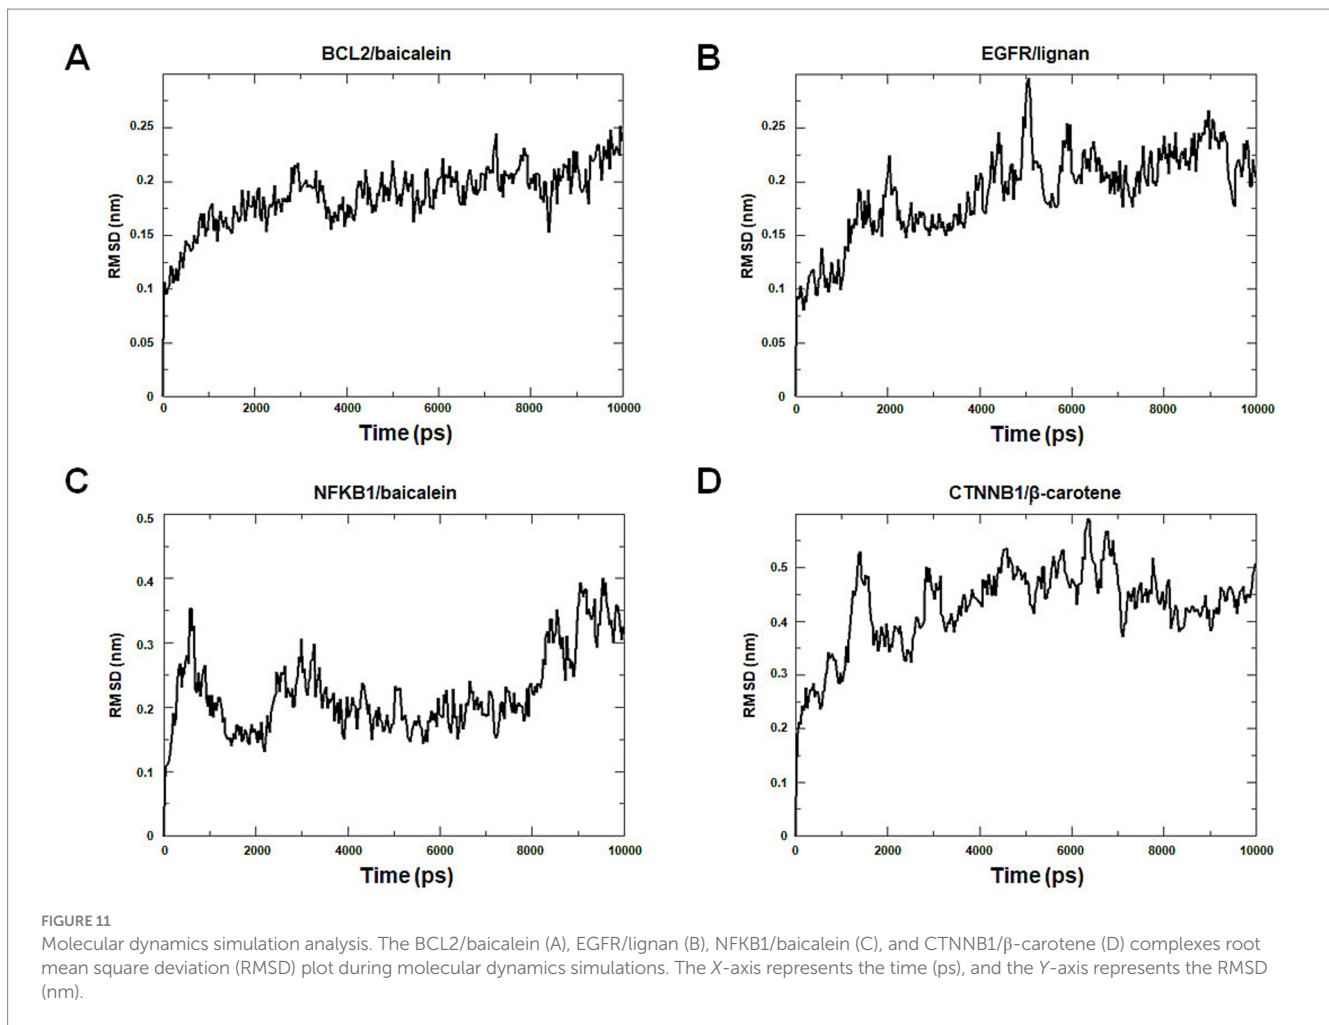 A
BCL2/baicalein
RMSD (nm)
0.25
0.2
0.15
0.1
0.05
0
0 2000 4000 6000 8000 10000
Time (ps)
B
EGFR/lignan
RMSD (nm)
0.25
0.2
0.15
0.1
0.05
0
0 2000 4000 6000 8000 10000
Time (ps)
C
NFKB1/baicalein
RMSD (nm)
0.5
0.4
0.3
0.2
0.1
0
0 2000 4000 6000 8000 10000
Time (ps)
D
CTNNB1/β-carotene
RMSD (nm)
0.5
0.4
0.3
0.2
0.1
0
0 2000 4000 6000 8000 10000
Time (ps)
FIGURE 11
Molecular dynamics simulation analysis. The BCL2/baicalein (A), EGFR/lignan (B), NFKB1/baicalein (C), and CTNNB1/β-carotene (D) complexes root
mean square deviation (RMSD) plot during molecular dynamics simulations. The X-axis represents the time (ps), and the Y-axis represents the RMSD
(nm).